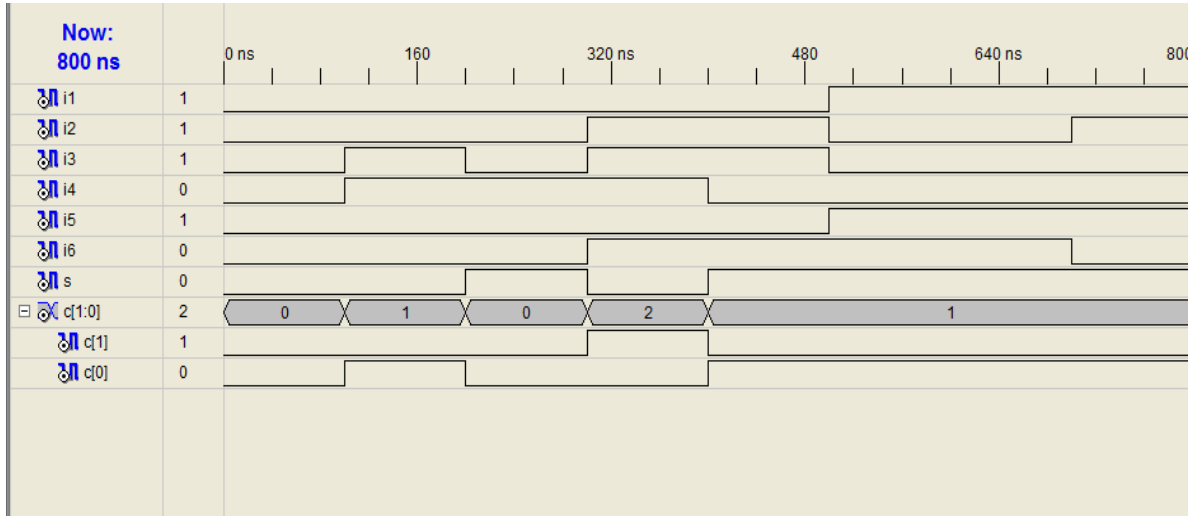 Now:
800 ns
0 ns 160 320 ns 480 640 ns 800
i1 1
i2 1
i3 1
i4 0
i5 1
i6 0
s 0
c[1:0] 2 0 1 0 2 1
c[1] 1
c[0] 0